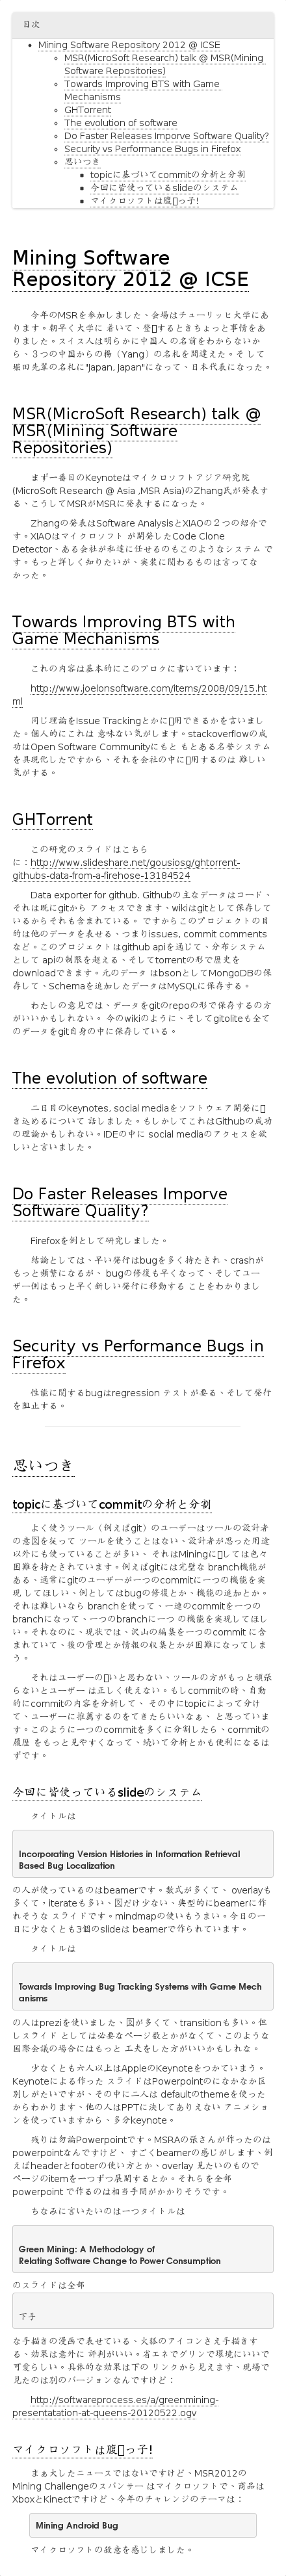 目次
Mining Software Repository 2012 @ ICSE
MSR(MicroSoft Research) talk @ MSR(Mining
Software Repositories)
Towards Improving BTS with Game
Mechanisms
GHTorrent
The evolution of software
Do Faster Releases Imporve Software Quality?
Security vs Performance Bugs in Firefox
思いつき
topicに基づいてcommitの分析と分割
今回に皆使っているslideのシステム
マイクロソフトは腹っ子!
Mining Software
Repository 2012 @ ICSE
今年のMSRを参加しました、会場はチューリッヒ大学にあ
ります。朝早く大学に 着いて、登するときちょっと事情をあ
りました。スイス人は明らかに中国人 の名前をわからないか
ら、３つの中国からの楊（Yang）の名札を間違えた。そ して
堀田先輩の名札に"Japan, Japan"になって、日本代表になった。
MSR(MicroSoft Research) talk @
MSR(Mining Software
Repositories)
まず一番目のKeynoteはマイクロソフトアジア研究院
(MicroSoft Research @ Asia ,MSR Asia)のZhang氏が発表す
る、こうしてMSRがMSRに発表するになった。
Zhangの発表はSoftware AnalysisとXIAOの２つの紹介で
す。XIAOはマイクロソフト が開発したCode Clone
Detector、ある会社が私達に任せるのもこのようなシステム で
す。もっと詳しく知りたいが、実装に関わるものは言ってな
かった。
Towards Improving BTS with
Game Mechanisms
これの内容は基本的にこのブロクに書いています：
http://www.joelonsoftware.com/items/2008/09/15.ht
ml
同じ理論をIssue Trackingとかに用できるかを言いまし
た。個人的にこれは 意味ない気がします。stackoverflowの成
功はOpen Software Communityにもと もとある名誉システム
を具現化したですから、それを会社の中に用するのは 難しい
気がする。
GHTorrent
この研究のスライドはこちら
に：http://www.slideshare.net/gousiosg/ghtorrent-
githubs-data-from-a-firehose-13184524
Data exporter for github. Githubの主なデータはコード、
それは既にgitから アクセスできます、wikiはgitとして保存して
いるからそれも含まれている。 ですからこのプロジェクトの目
的は他のデータを表せる、つまりissues, commit comments
など。このプロジェクトはgithub apiを通じて、分布システム
として apiの制限を超える、そしてtorrentの形で歴史を
downloadできます。元のデータ はbsonとしてMongoDBの保
存して、Schemaを追加したデータはMySQLに保存する。
わたしの意見では、データをgitのrepoの形で保存するの方
がいいかもしれない。 今のwikiのように、そしてgitoliteも全て
のデータをgit自身の中に保存している。
The evolution of software
二日目のkeynotes, social mediaをソフトウェア開発に
き込めるについて 話しました。もしかしてこれはGithubの成功
の理論かもしれない。IDEの中に social mediaのアクセスを欲
しいと言いました。
Do Faster Releases Imporve
Software Quality?
Firefoxを例として研究しました。
結論としては、早い発行はbugを多く持たされ、crashが
もっと頻繁になるが、 bugの修復も早くなって、そしてユー
ザー側はもっと早く新しい発行に移動する ことをわかりまし
た。
Security vs Performance Bugs in
Firefox
性能に関するbugはregression テストが要る、そして発行
を阻止する。
思いつき
topicに基づいてcommitの分析と分割
よく使うツール（例えばgit）のユーザーはツールの設計者
の意図を従って ツールを使うことはない、設計者が思った用途
以外にも使っていることが多い、 それはMiningにしては色々
困難を持たされています。例えばgitには完璧な branch機能が
ある、通常にgitのユーザーが一つのcommitに一つの機能を実
現 してほしい、例としてはbugの修復とか、機能の追加とか。
それは難しいなら branchを使って、一連のcommitを一つの
branchになって、一つのbranchに一つ の機能を実現してほし
い。それなのに、現状では、沢山の編集を一つのcommit に含
まれていて、後の管理とか情報の収集とかが困難になってしま
う。
それはユーザーのいと思わない、ツールの方がもっと頑張
らないとユーザー は正しく使えない。もしcommitの時、自動
的にcommitの内容を分析して、 その中にtopicによって分け
て、ユーザーに推薦するのをできたらいいなぁ、 と思っていま
す。このように一つのcommitを多くに分割したら、commitの
履歴 をもっと見やすくなって、続いて分析とかも便利になるは
ずです。
今回に皆使っているslideのシステム
タイトルは
Incorporating Version Histories in Information Retrieval
Based Bug Localization
の人が使っているのはbeamerです。数式が多くて、 overlayも
多くて，iterateも多い、図だけ少ない、典型的にbeamerに作
れそうな スライドです。mindmapの使いもうまい。今日の一
日に少なくとも3個のslideは beamerで作られています。
タイトルは
Towards Improving Bug Tracking Systems with Game Mech
anisms
の人はpreziを使いました、図が多くて、transitionも多い。但
しスライド としては必要なページ数とかがなくて、このような
国際会議の場合にはもっと 工夫をした方がいいかもしれな。
少なくとも六人以上はAppleのKeynoteをつかていまう。
Keynoteによる作った スライドはPowerpointのになかなか区
別しがたいですが、その中に二人は defaultのthemeを使った
からわかります、他の人はPPTに決してありえない アニメショ
ンを使っていますから、多分keynote。
残りは勿論Powerpointです。MSRAの張さんが作ったのは
powerpointなんですけど、 すごくbeamerの感じがします、例
えばheaderとfooterの使い方とか、overlay 見たいのもので
ページのitemを一つずつ展開するとか。それらを全部
powerpoint で作るのは相当手間がかかりそうです。
ちなみに言いたいのは一つタイトルは
Green Mining: A Methodology of
Relating Software Change to Power Consumption
のスライドは全部
下手
な手描きの漫画で表せている、火狐のアイコンさえ手描きす
る、効果は意外に 評判がいい。省エネでグリンで環境にいいで
可愛らしい。具体的な効果は下の リンクから見えます、現場で
見たのは別のバージョンなんですけど：
http://softwareprocess.es/a/greenmining-
presentatation-at-queens-20120522.ogv
マイクロソフトは腹っ子!
まぁ大したニュースではないですけど、MSR2012の
Mining Challengeのスパンサー はマイクロソフトで、商品は
XboxとKinectですけど、今年のチャレンジのテーマは：
Mining Android Bug
マイクロソフトの殺意を感じしました。